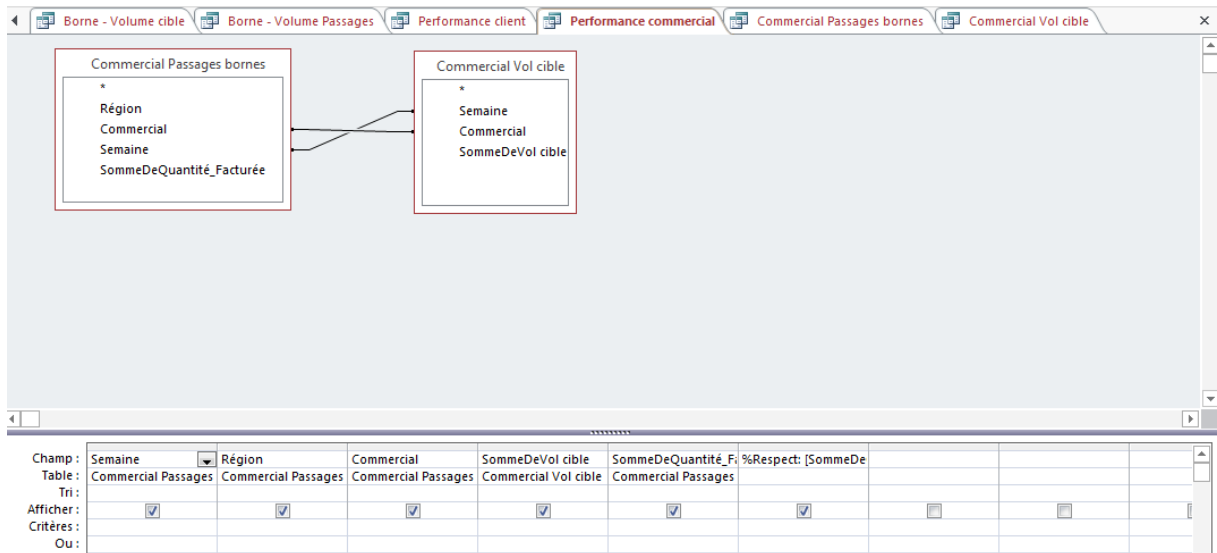 Borne - Volume cible Borne - Volume Passages Performance client Performance commercial Commercial Passages bornes Commercial Vol cible
Commercial Passages bornes
*
Région
Commercial
Semaine
SommeDeQuantité_Facturée
Commercial Vol cible
*
Semaine
Commercial
SommeDeVol cible
Champ : Semaine Région Commercial SommeDeVol cible SommeDeQuantité_Fa %Respect: [SommeDe
Table : Commercial Passages Commercial Passages Commercial Passages Commercial Vol cible Commercial Passages
Tri :
Afficher :
Critères :
Ou :